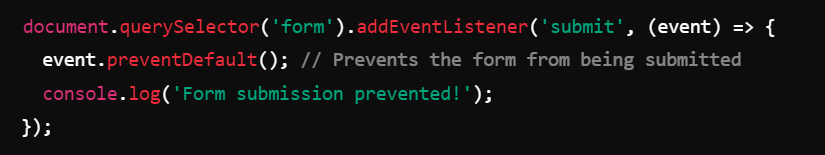 document.querySelector('form').addEventListener('submit', (event) => {
  event.preventDefault(); // Prevents the form from being submitted
  console.log('Form submission prevented!');
});